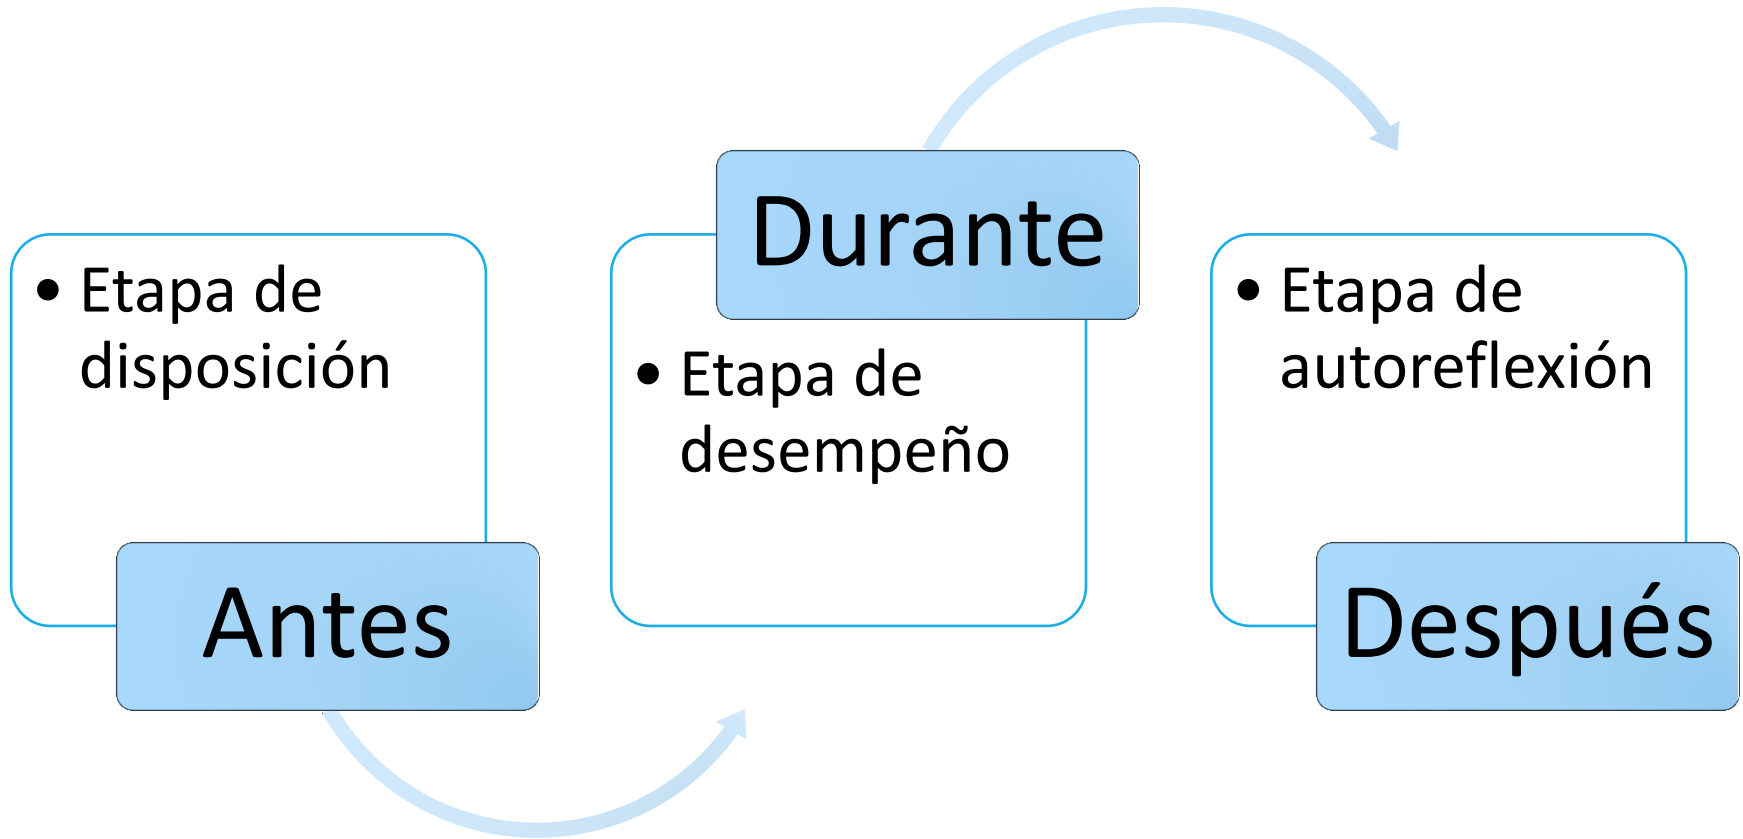 • Etapa de
disposición
Antes
Durante
• Etapa de
desempeño
• Etapa de
autoreflexión
Después